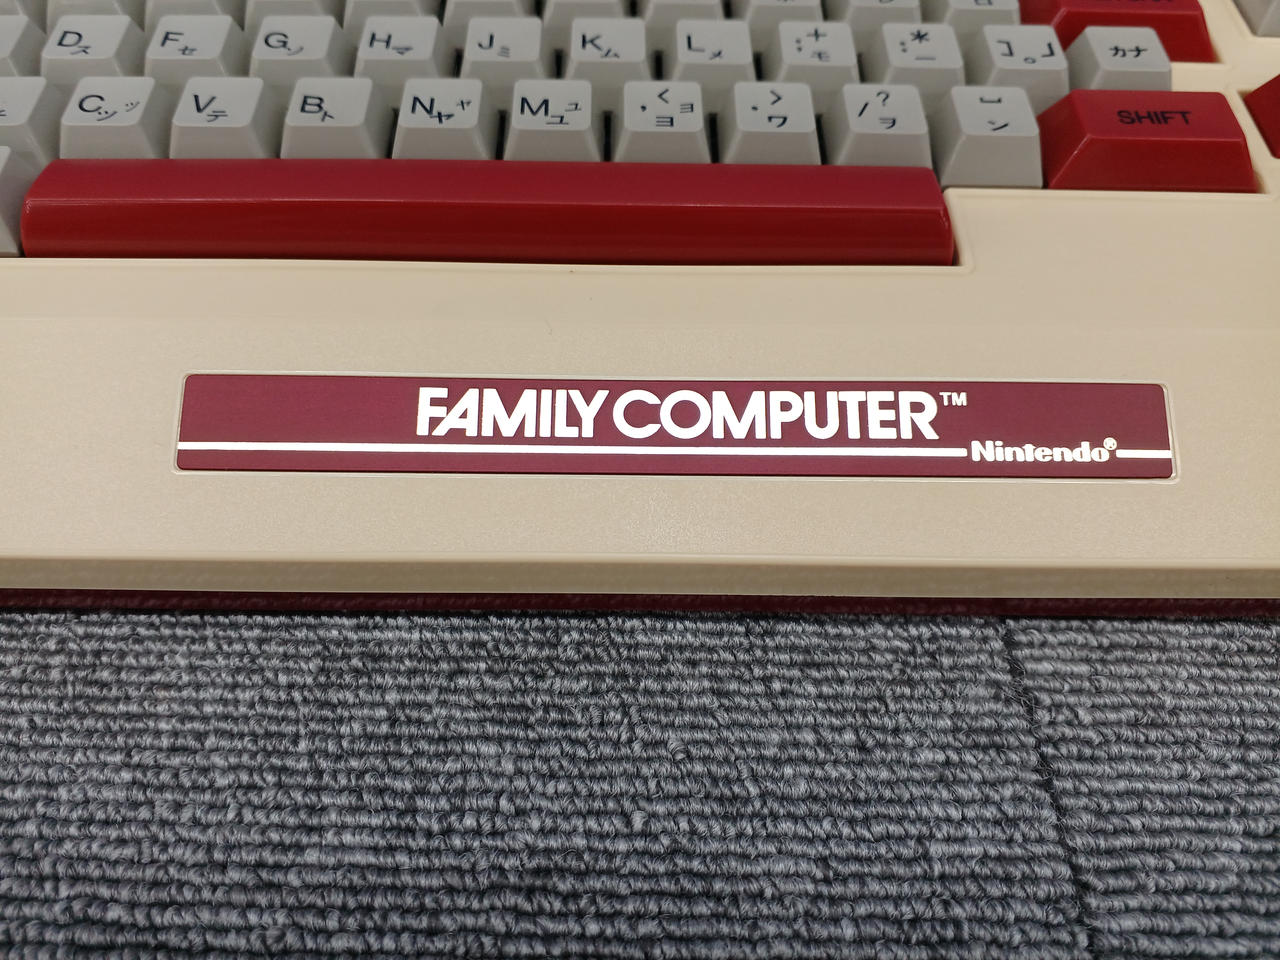 D ス F セ G ソ H マ J ミ K ム L メ ; + モ : * ー ] 。 」 カナ
C ッ ツ V テ B ト N ャ ヤ M ュ ユ , < ョ ヨ . > ワ / ? ヲ ン SHIFT
FAMILY COMPUTER™
Nintendo®